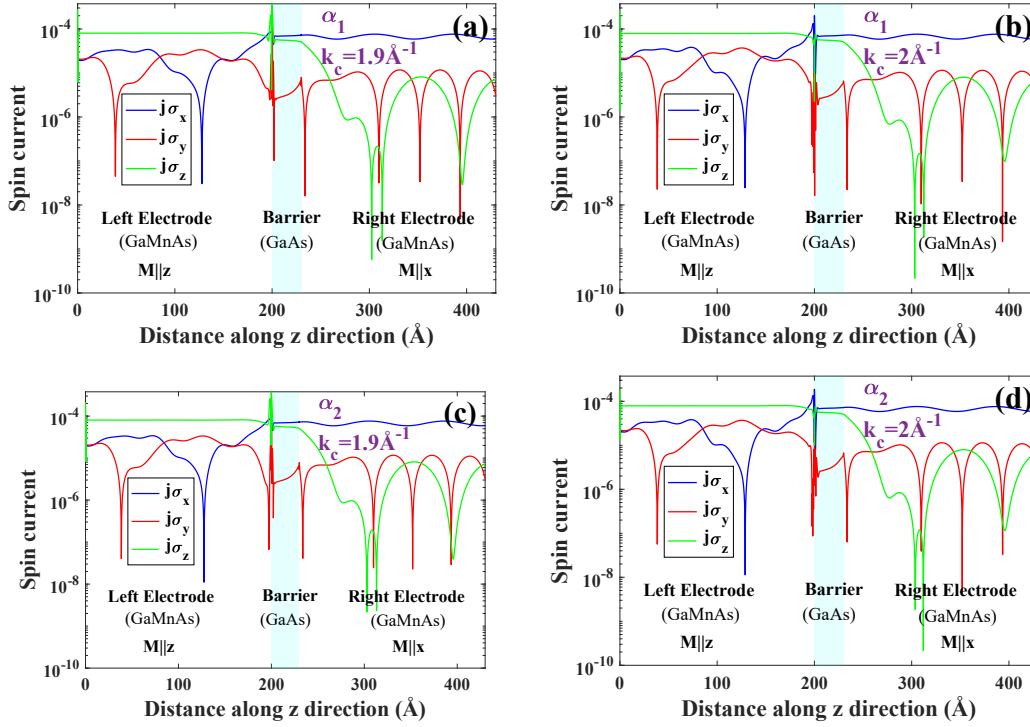 (a)
α₁
k_c=1.9Å⁻¹
Spin current
10⁻⁴
10⁻⁶
10⁻⁸
10⁻¹⁰
jσₓ
jσ_y
jσ_z
Left Electrode
(GaMnAs)
M||z
Barrier
(GaAs)
Right Electrode
(GaMnAs)
M||x
0 100 200 300 400
Distance along z direction (Å)
(b)
α₁
k_c=2Å⁻¹
Spin current
10⁻⁴
10⁻⁶
10⁻⁸
10⁻¹⁰
jσₓ
jσ_y
jσ_z
Left Electrode
(GaMnAs)
M||z
Barrier
(GaAs)
Right Electrode
(GaMnAs)
M||x
0 100 200 300 400
Distance along z direction (Å)
(c)
α₂
k_c=1.9Å⁻¹
Spin current
10⁻⁴
10⁻⁶
10⁻⁸
10⁻¹⁰
jσₓ
jσ_y
jσ_z
Left Electrode
(GaMnAs)
M||z
Barrier
(GaAs)
Right Electrode
(GaMnAs)
M||x
0 100 200 300 400
Distance along z direction (Å)
(d)
α₂
k_c=2Å⁻¹
Spin current
10⁻⁴
10⁻⁶
10⁻⁸
10⁻¹⁰
jσₓ
jσ_y
jσ_z
Left Electrode
(GaMnAs)
M||z
Barrier
(GaAs)
Right Electrode
(GaMnAs)
M||x
0 100 200 300 400
Distance along z direction (Å)